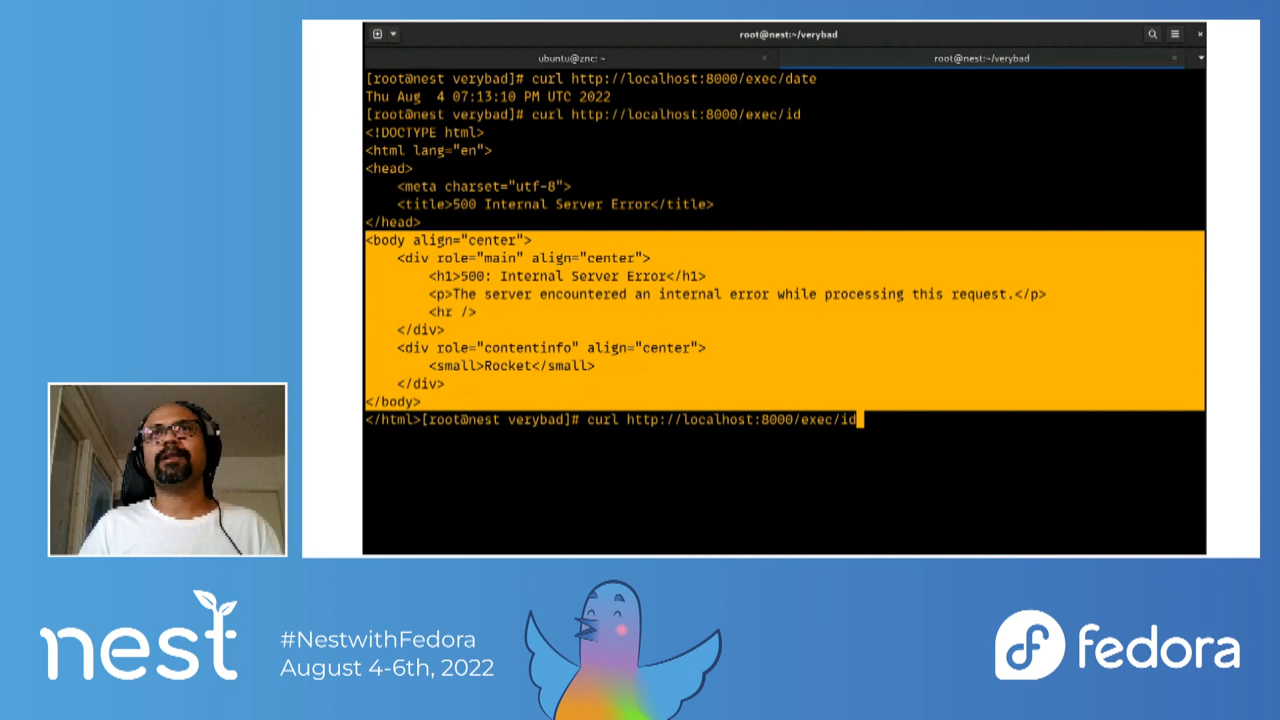 root@nest:~/verybad
ubuntu@znc: ~
root@nest:~/verybad
[root@nest verybad]# curl http://localhost:8000/exec/date
Thu Aug  4 07:13:10 PM UTC 2022
[root@nest verybad]# curl http://localhost:8000/exec/id
<!DOCTYPE html>
<html lang="en">
<head>
    <meta charset="utf-8">
    <title>500 Internal Server Error</title>
</head>
<body align="center">
    <div role="main" align="center">
        <h1>500: Internal Server Error</h1>
        <p>The server encountered an internal error while processing this request.</p>
        <hr />
    </div>
    <div role="contentinfo" align="center">
        <small>Rocket</small>
    </div>
</body>
</html>[root@nest verybad]# curl http://localhost:8000/exec/id
nest
#NestwithFedora
August 4-6th, 2022
fedora